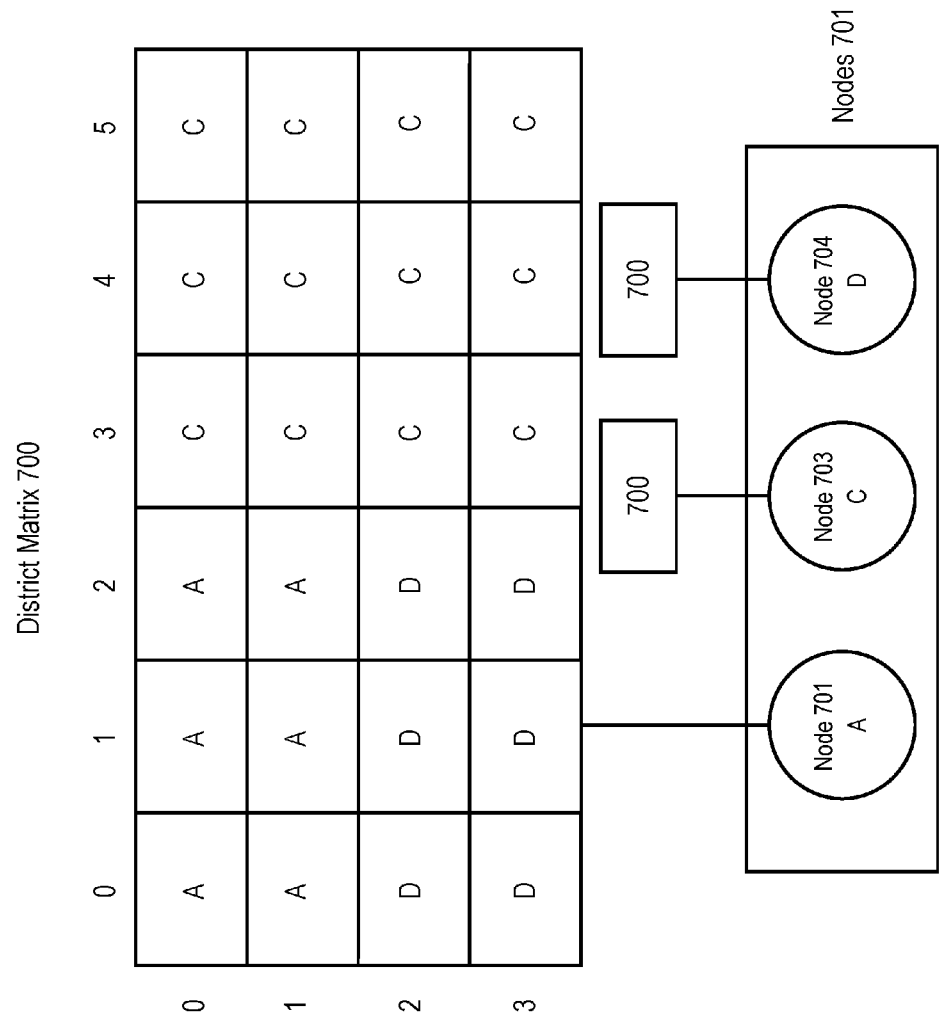 District Matrix 700
0 1 2 3 4 5
0 A A A C C C
1 A A A C C C
2 D D D C C C
3 D D D C C C
700
700
Node 701
A
Node 703
C
Node 704
D
Nodes 701